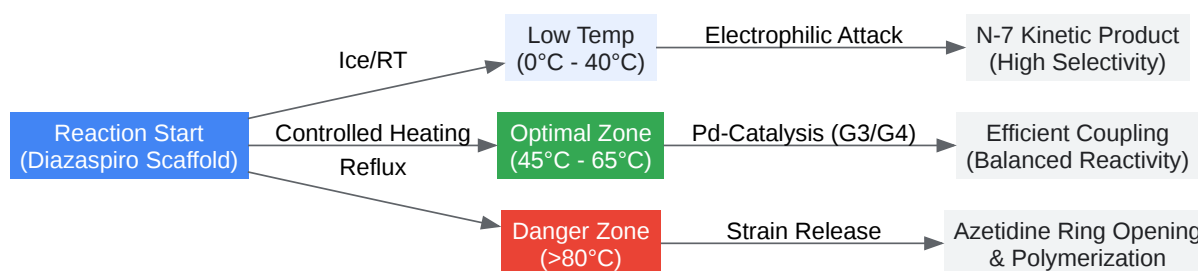 Low Temp
(0°C - 40°C)
Electrophilic Attack
N-7 Kinetic Product
(High Selectivity)
Ice/RT
Reaction Start
(Diazaspiro Scaffold)
Controlled Heating
Optimal Zone
(45°C - 65°C)
Pd-Catalysis (G3/G4)
Efficient Coupling
(Balanced Reactivity)
Reflux
Danger Zone
(>80°C)
Strain Release
Azetidine Ring Opening
& Polymerization